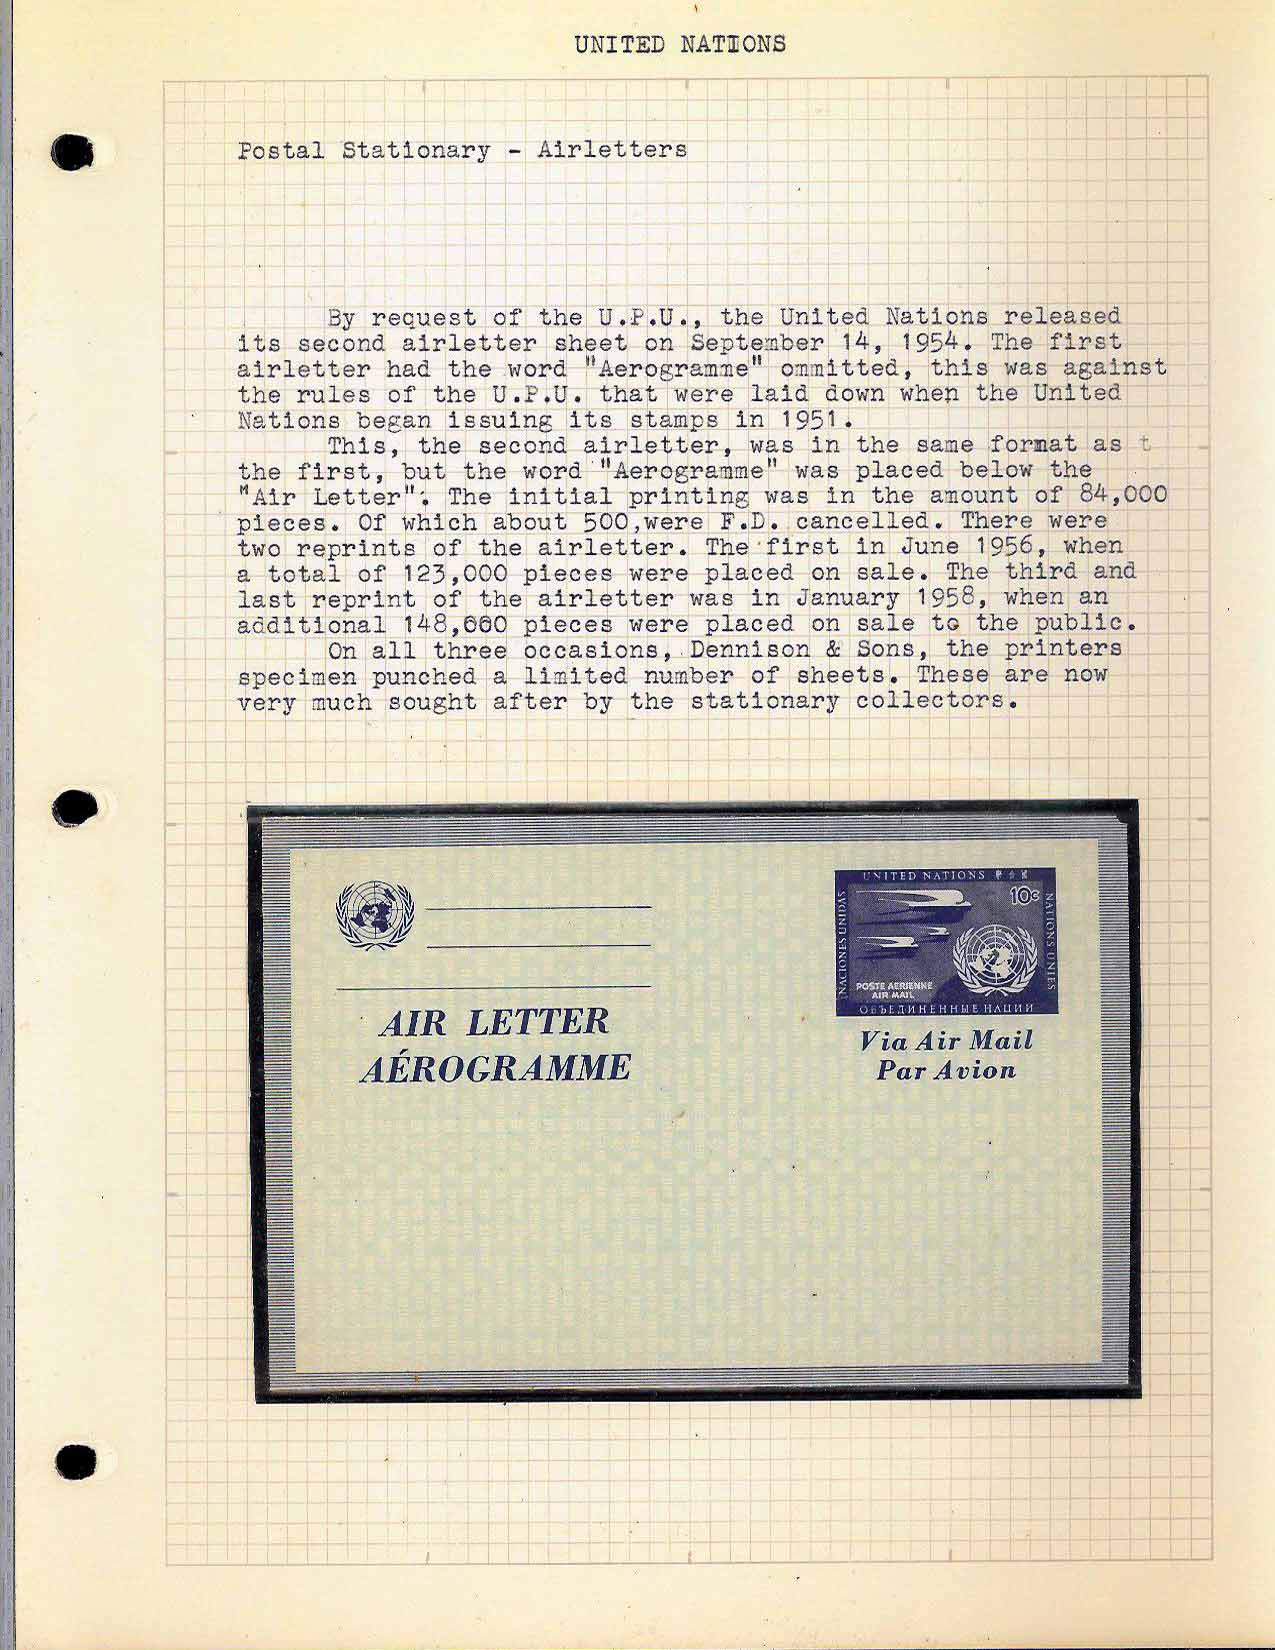 UNITED NATIONS
Postal Stationary - Airletters
By request of the U.P.U., the United Nations released
its second airletter sheet on September 14, 1954. The first
airletter had the word "Aerogramme" ommitted, this was against
the rules of the U.P.U. that were laid down when the United
Nations began issuing its stamps in 1951.
This, the second airletter, was in the same format as t
the first, but the word "Aerogramme" was placed below the
"Air Letter". The initial printing was in the amount of 84,000
pieces. Of which about 500,were F.D. cancelled. There were
two reprints of the airletter. The first in June 1956, when
a total of 123,000 pieces were placed on sale. The third and
last reprint of the airletter was in January 1958, when an
additional 148,000 pieces were placed on sale to the public.
On all three occasions, Dennison & Sons, the printers
specimen punched a limited number of sheets. These are now
very much sought after by the stationary collectors.
UNITED NATIONS
10c
NACIONES UNIDAS
NATIONS UNIES
POSTE AERIENNE
AIR MAIL
ОБЪЕДИНЕННЫЕ НАЦИИ
AIR LETTER
AÉROGRAMME
Via Air Mail
Par Avion